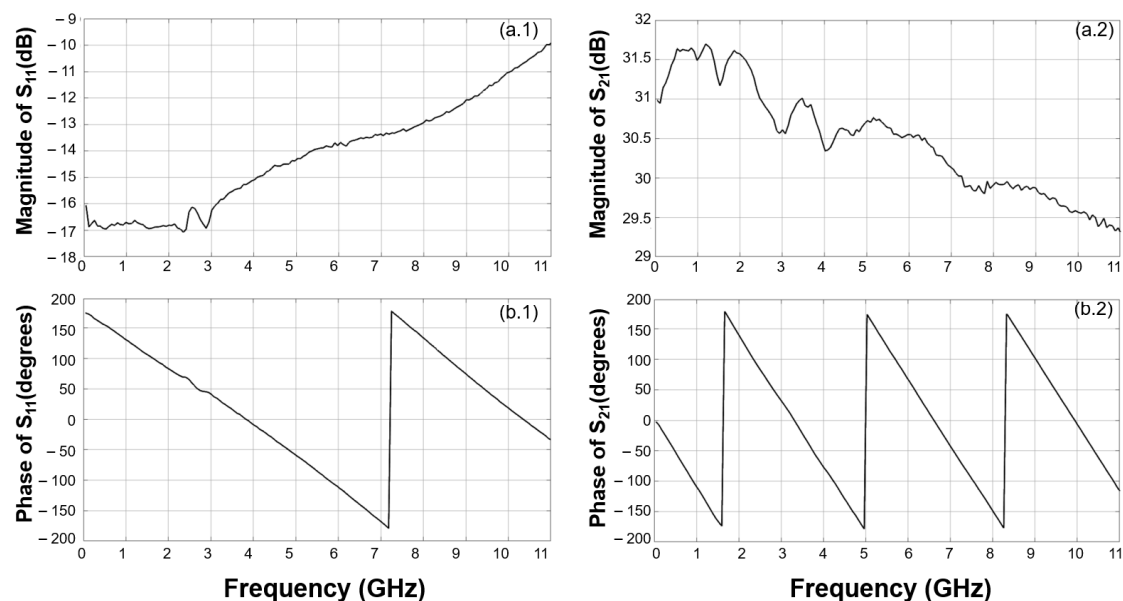 (a.1)
Magnitude of S11(dB)
– 9
– 10
– 11
– 12
– 13
– 14
– 15
– 16
– 17
– 18
0 1 2 3 4 5 6 7 8 9 10 11
(a.2)
Magnitude of S21(dB)
32
31.5
31
30.5
30
29.5
29
0 1 2 3 4 5 6 7 8 9 10 11
(b.1)
Phase of S11(degrees)
200
150
100
50
0
– 50
– 100
– 150
– 200
0 1 2 3 4 5 6 7 8 9 10 11
Frequency (GHz)
(b.2)
Phase of S21(degrees)
200
150
100
50
0
– 50
– 100
– 150
– 200
0 1 2 3 4 5 6 7 8 9 10 11
Frequency (GHz)